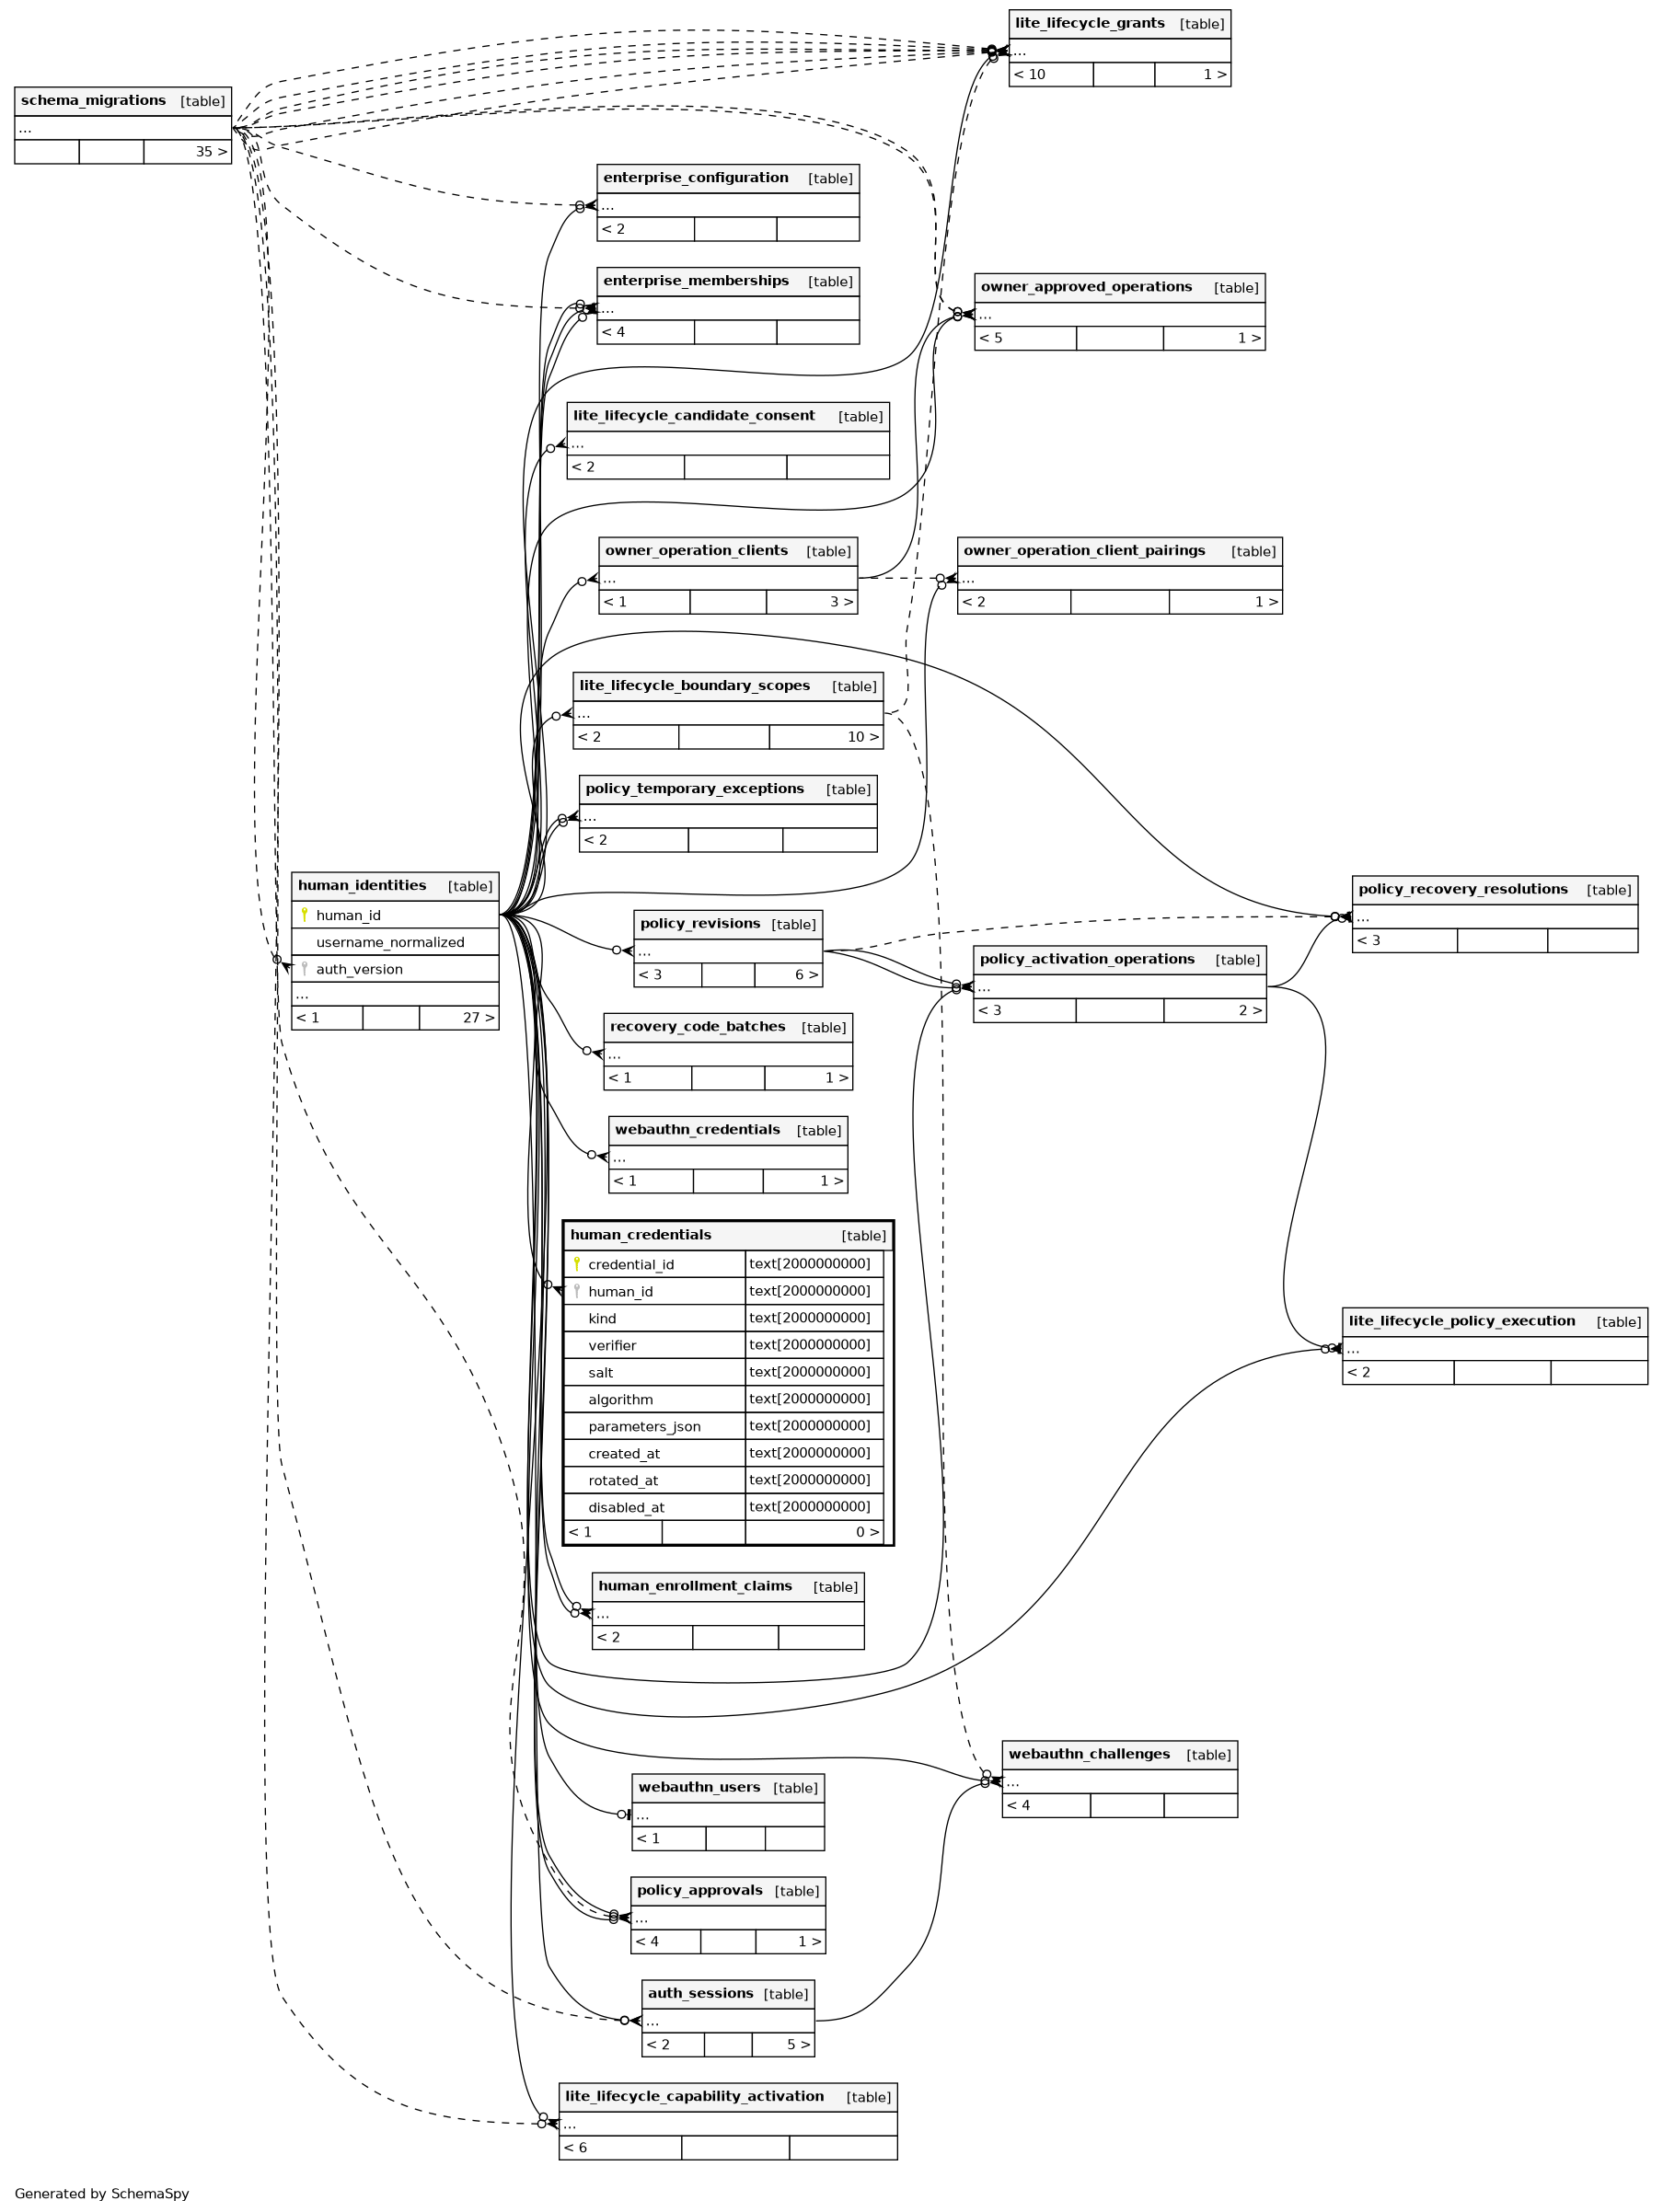 lite_lifecycle_grants [table]
...
< 10 1 >
schema_migrations [table]
...
35 >
enterprise_configuration [table]
...
< 2
enterprise_memberships [table]
...
< 4
owner_approved_operations [table]
...
< 5 1 >
lite_lifecycle_candidate_consent [table]
...
< 2
owner_operation_clients [table]
...
< 1 3 >
owner_operation_client_pairings [table]
...
< 2 1 >
lite_lifecycle_boundary_scopes [table]
...
< 2 10 >
policy_temporary_exceptions [table]
...
< 2
human_identities [table]
human_id
username_normalized
auth_version
...
< 1 27 >
policy_revisions [table]
...
< 3 6 >
policy_recovery_resolutions [table]
...
< 3
policy_activation_operations [table]
...
< 3 2 >
recovery_code_batches [table]
...
< 1 1 >
webauthn_credentials [table]
...
< 1 1 >
human_credentials [table]
credential_id text[2000000000]
human_id text[2000000000]
kind text[2000000000]
verifier text[2000000000]
salt text[2000000000]
algorithm text[2000000000]
parameters_json text[2000000000]
created_at text[2000000000]
rotated_at text[2000000000]
disabled_at text[2000000000]
< 1 0 >
lite_lifecycle_policy_execution [table]
...
< 2
human_enrollment_claims [table]
...
< 2
webauthn_challenges [table]
...
< 4
webauthn_users [table]
...
< 1
policy_approvals [table]
...
< 4 1 >
auth_sessions [table]
...
< 2 5 >
lite_lifecycle_capability_activation [table]
...
< 6
Generated by SchemaSpy